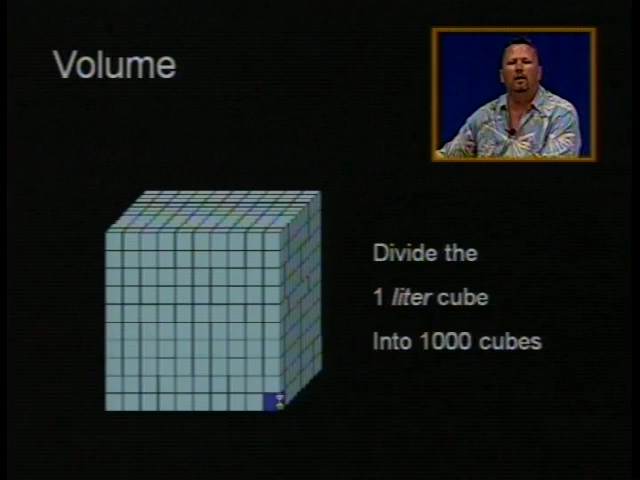 Volume
Divide the
1 liter cube
Into 1000 cubes